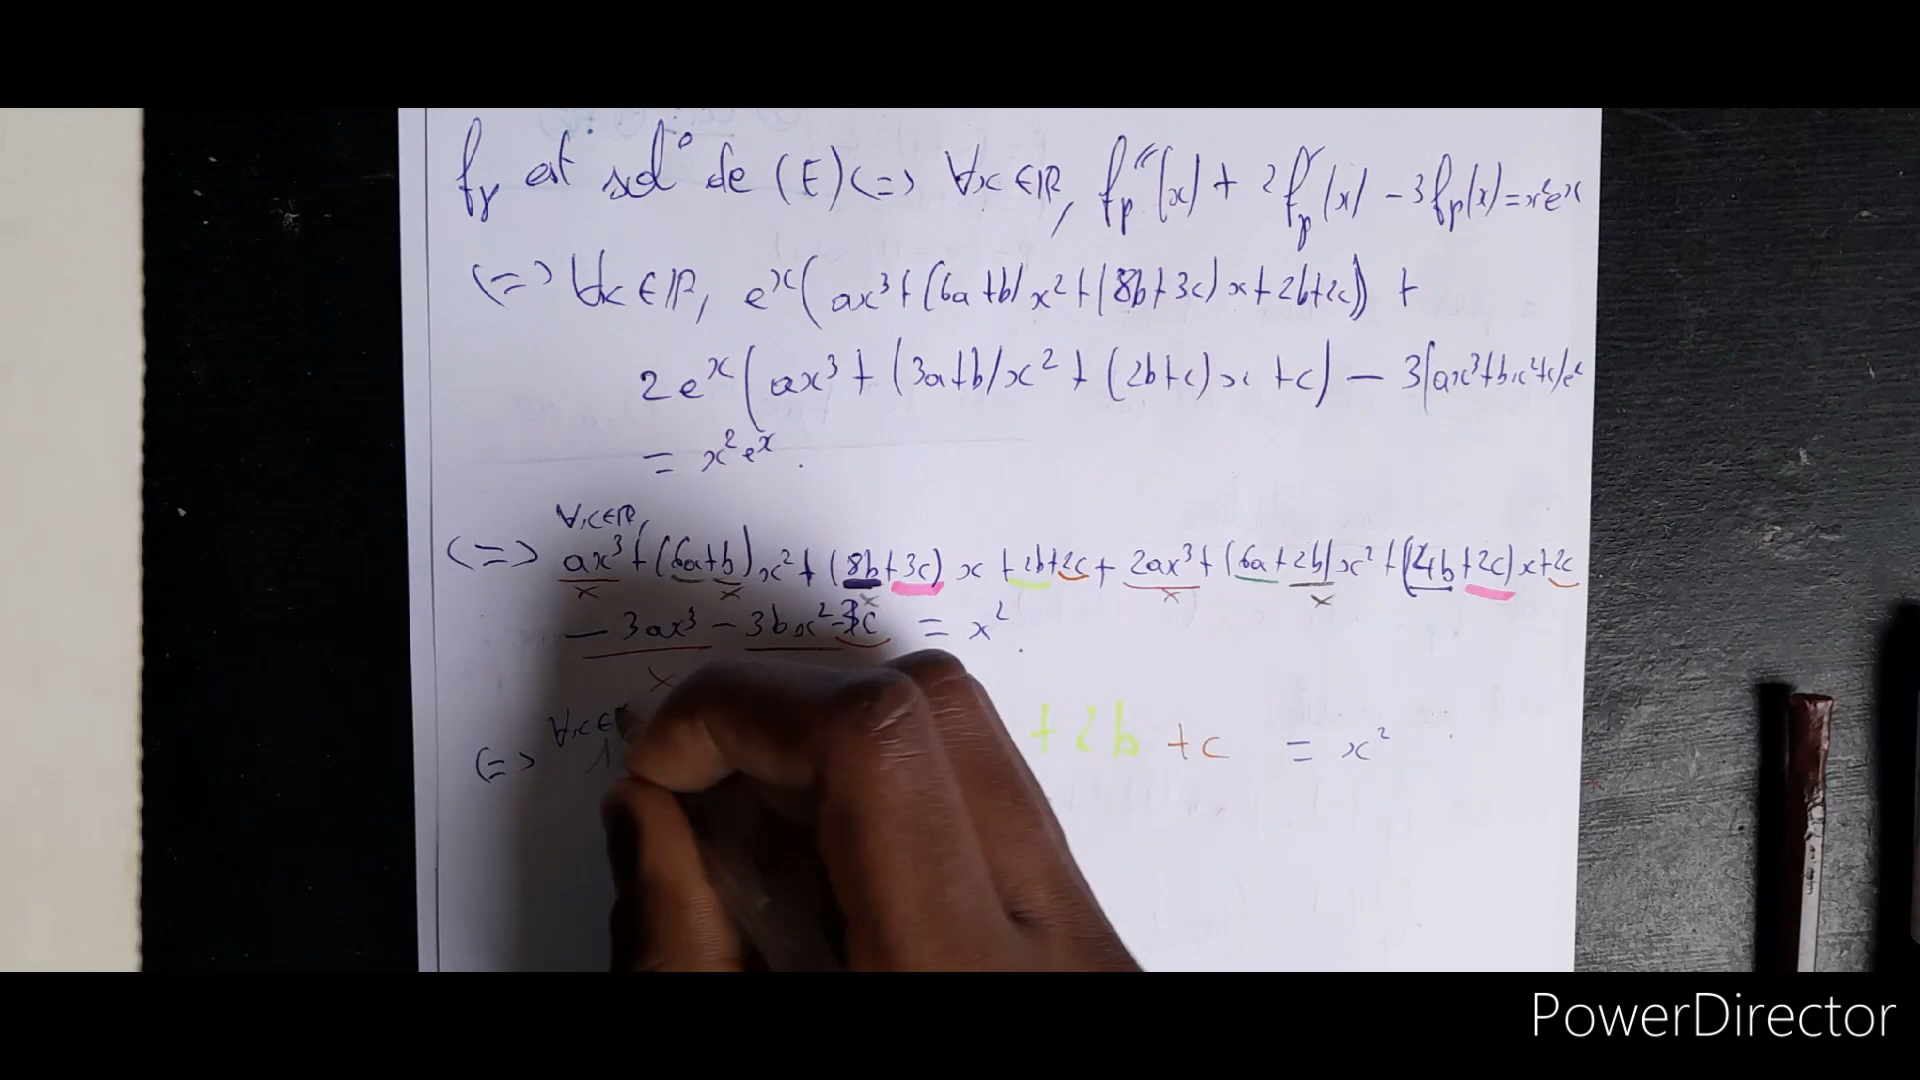 fp est sol° de (E) <=> ∀x ∈ ℝ, fp''(x) + 2fp'(x) - 3fp(x) = x²eˣ
<=> ∀x ∈ ℝ, eˣ(ax³ + (6a+b)x² + (8b+3c)x + 2b+2c)) +
2eˣ(ax³ + (3a+b)x² + (2b+c)x + c) - 3(ax³+bx²+c)eˣ
= x²eˣ.
∀x∈ℝ,
<=> ax³ + (6a+b)x² + (8b+3c)x + 2b+2c + 2ax³ + (6a+2b)x² + (4b+2c)x+2c
- 3ax³ - 3bx² - 3c = x².
∀x∈
<=> 1 + 2b + c = x²
PowerDirector